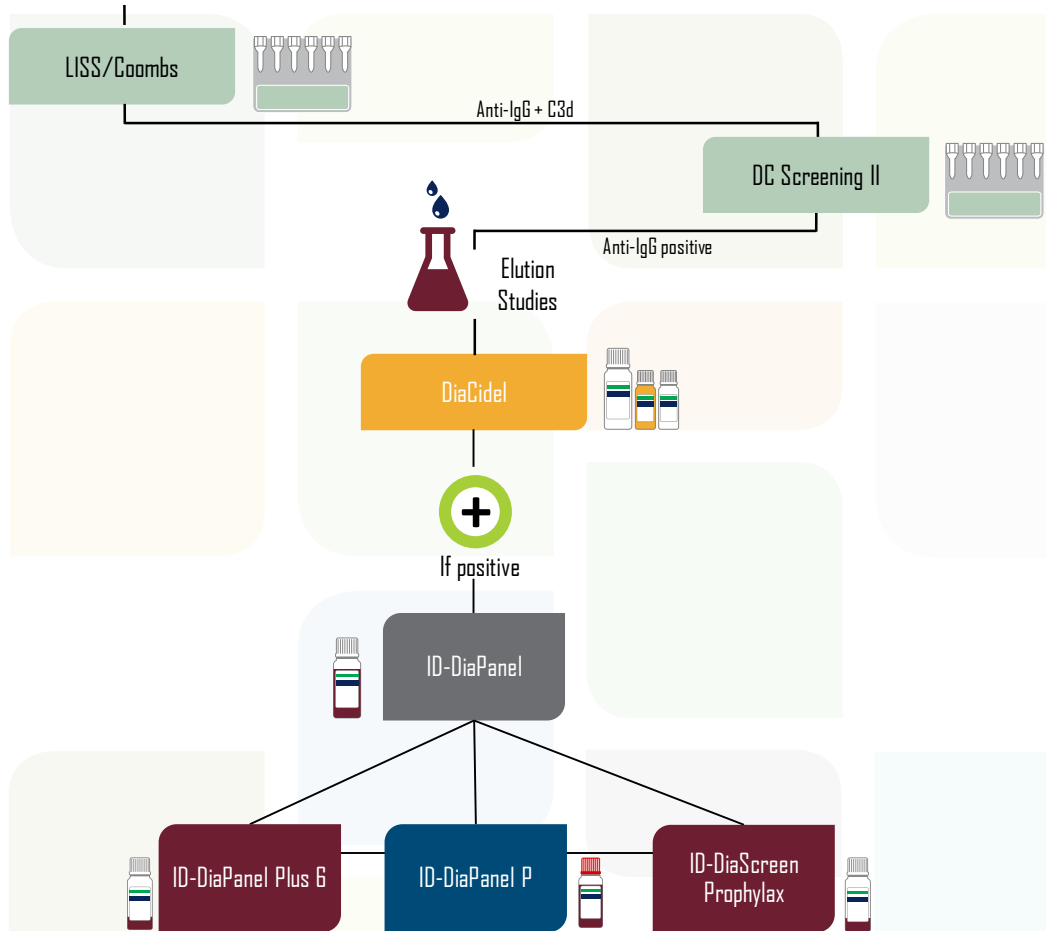 LISS/Coombs
Anti-IgG + C3d
DC Screening II
Anti-IgG positive
Elution
Studies
DiaCidel
If positive
ID-DiaPanel
ID-DiaPanel Plus 6
ID-DiaPanel P
ID-DiaScreen
Prophylax